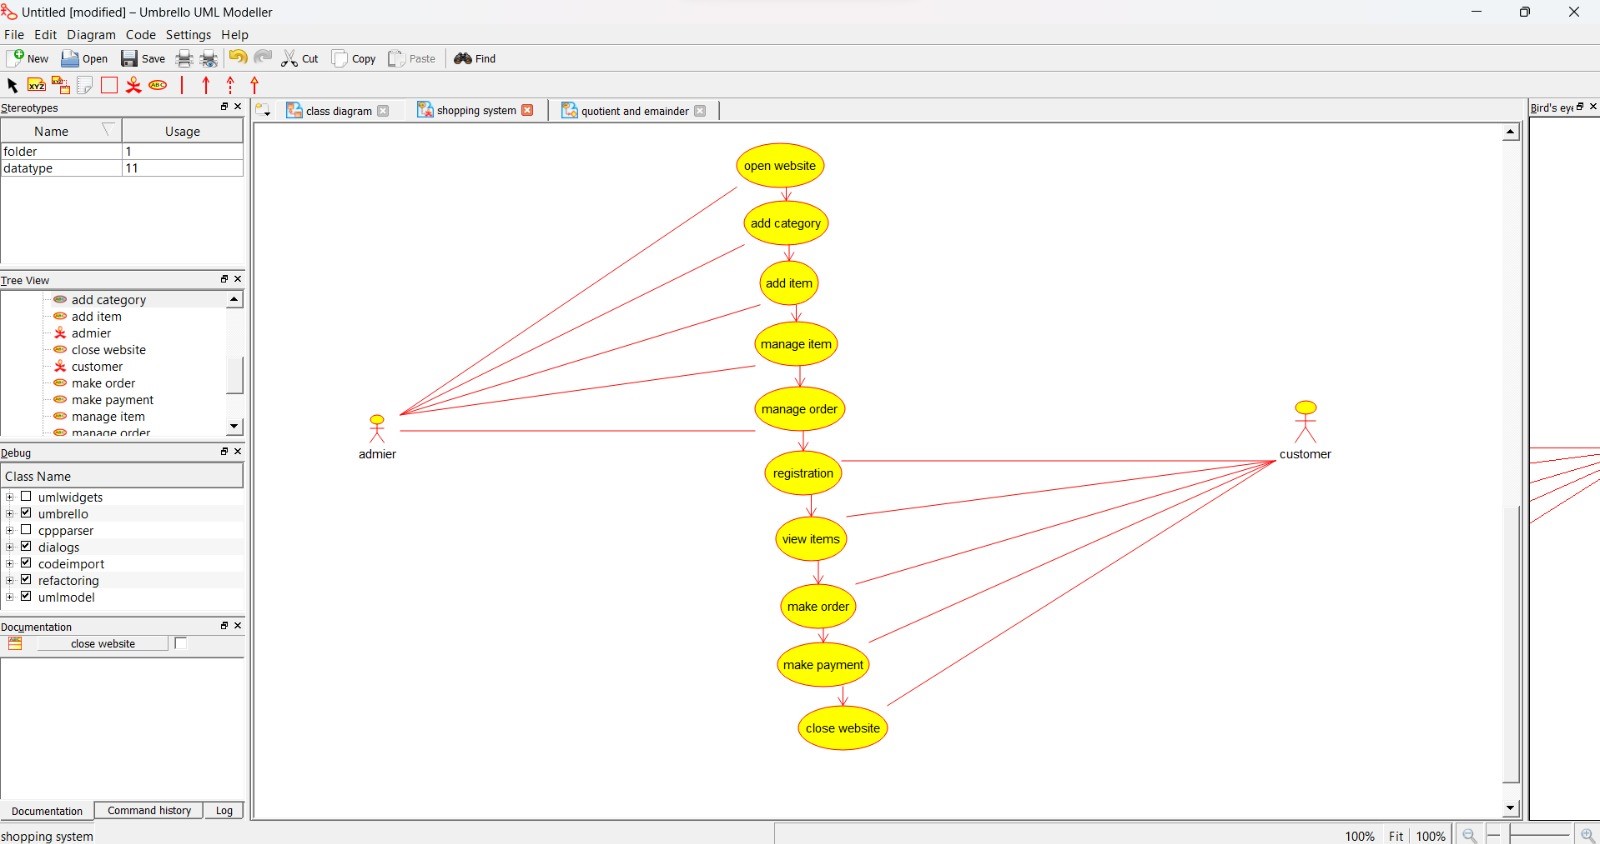 Untitled [modified] – Umbrello UML Modeller
File Edit Diagram Code Settings Help
New Open Save Cut Copy Paste Find
XYZ ABC
Stereotypes
class diagram shopping system quotient and emainder
Bird's eye
Name Usage
folder 1
datatype 11
Tree View
add category
add item
admier
close website
customer
make order
make payment
manage item
manage order
Debug
Class Name
umlwidgets
umbrello
cppparser
dialogs
codeimport
refactoring
umlmodel
Documentation
close website
Documentation Command history Log
open website
add category
add item
manage item
manage order
admier
customer
registration
view items
make order
make payment
close website
shopping system
100% Fit 100%